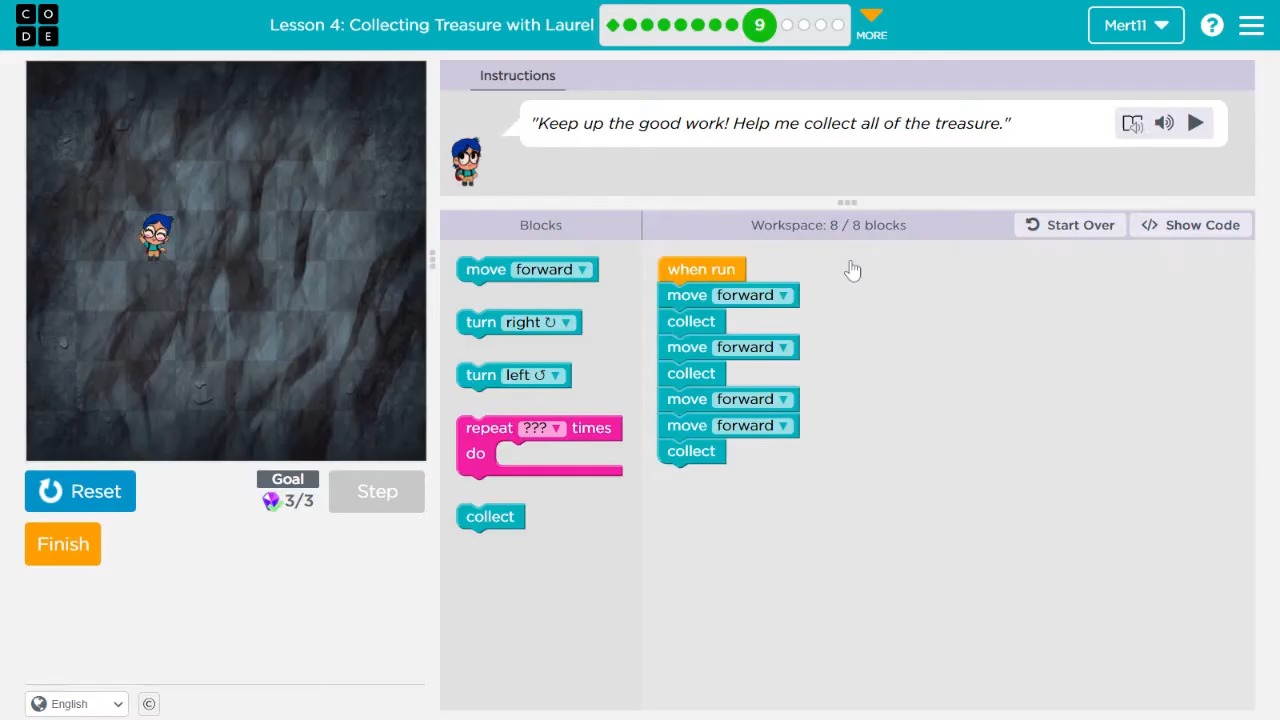 C O
D E
Lesson 4: Collecting Treasure with Laurel
9
MORE
Mert11
?
Instructions
"Keep up the good work! Help me collect all of the treasure."
Blocks
Workspace: 8 / 8 blocks
Start Over
</> Show Code
move forward
turn right ↻
turn left ↺
repeat ??? times
do
collect
when run
move forward
collect
move forward
collect
move forward
move forward
collect
Reset
Goal
3/3
Step
Finish
English
©